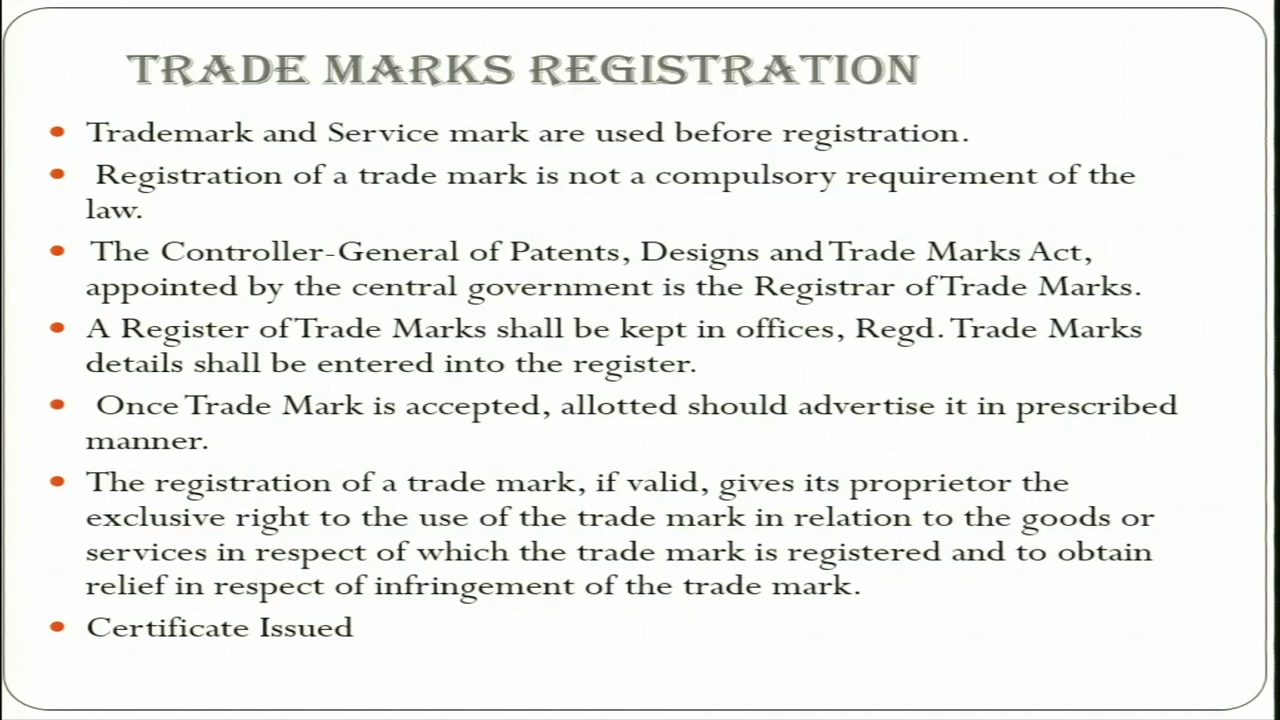 TRADE MARKS REGISTRATION
• Trademark and Service mark are used before registration.
• Registration of a trade mark is not a compulsory requirement of the
law.
• The Controller-General of Patents, Designs and Trade Marks Act,
appointed by the central government is the Registrar of Trade Marks.
• A Register of Trade Marks shall be kept in offices, Regd. Trade Marks
details shall be entered into the register.
• Once Trade Mark is accepted, allotted should advertise it in prescribed
manner.
• The registration of a trade mark, if valid, gives its proprietor the
exclusive right to the use of the trade mark in relation to the goods or
services in respect of which the trade mark is registered and to obtain
relief in respect of infringement of the trade mark.
• Certificate Issued